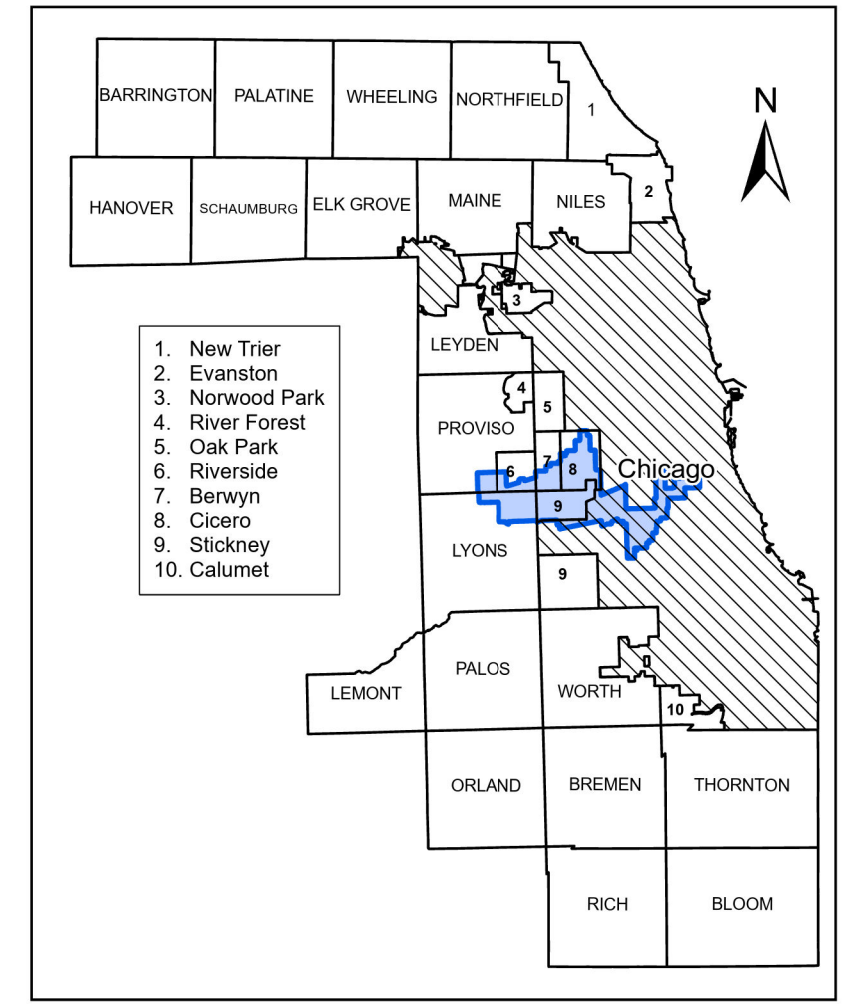 N
BARRINGTON PALATINE WHEELING NORTHFIELD 1
HANOVER SCHAUMBURG ELK GROVE MAINE NILES 2
3
1. New Trier
2. Evanston
3. Norwood Park
4. River Forest
5. Oak Park
6. Riverside
7. Berwyn
8. Cicero
9. Stickney
10. Calumet
LEYDEN
4
5
PROVISO
6 7 8 Chicago
9
LYONS
9
PALOS
LEMONT WORTH
10
ORLAND BREMEN THORNTON
RICH BLOOM